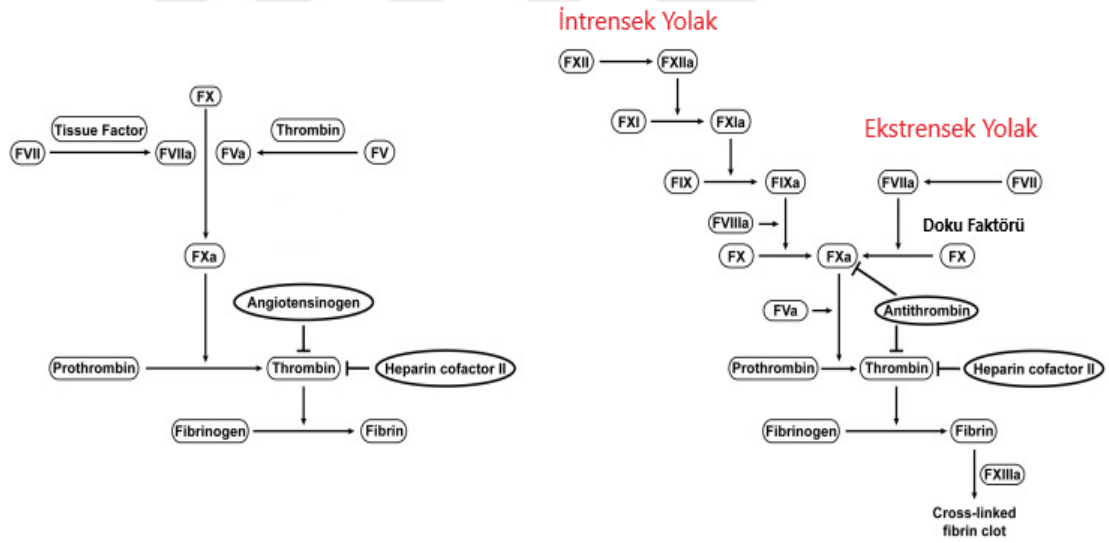 İntrensek Yolak
FXII
FXIIa
FXI
FXIa
Ekstrensek Yolak
FIX
FIXa
FVIIa
FVII
FVIIIa
Doku Faktörü
FX
FXa
FX
FVa
Antithrombin
Prothrombin
Thrombin
Heparin cofactor II
Fibrinogen
Fibrin
FXIIIa
Cross-linked
fibrin clot
FX
Tissue Factor
Thrombin
FVII
FVIIa
FVa
FV
FXa
Angiotensinogen
Prothrombin
Thrombin
Heparin cofactor II
Fibrinogen
Fibrin